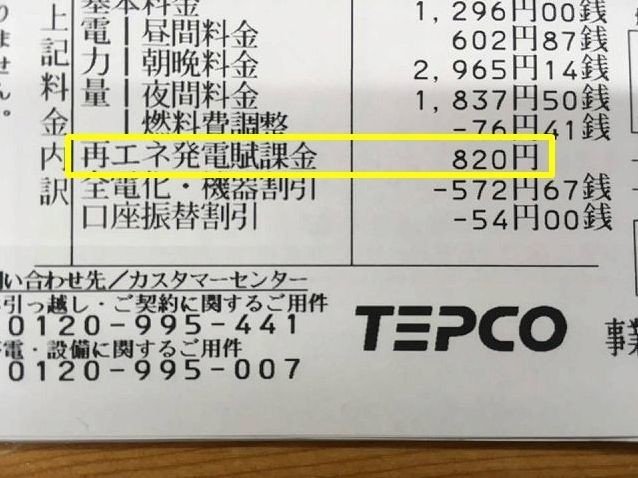 基本料金 1,296円00銭
昼間料金 602円87銭
朝晩料金 2,965円14銭
夜間料金 1,837円50銭
燃料費調整 -76円41銭
再エネ発電賦課金 820円
全電化・機器割引 -572円67銭
口座振替割引 -54円00銭
電力量
上記料金内訳
りません。
い合わせ先/カスタマーセンター
引っ越し・ご契約に関するご用件
0120-995-441
電・設備に関するご用件
0120-995-007
TEPCO
事業